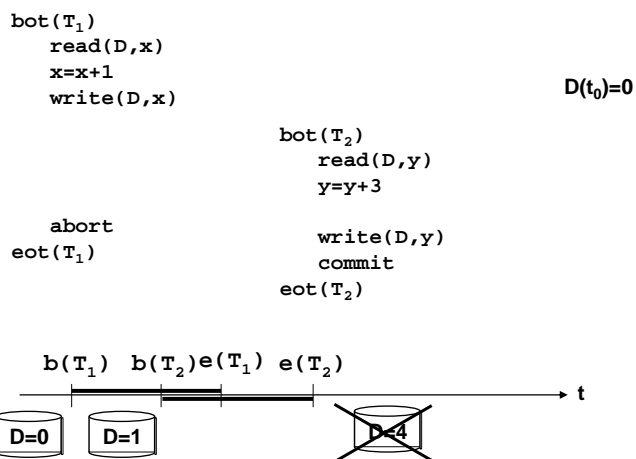 bot(T₁)
read(D,x)
x=x+1
write(D,x)
D(t₀)=0
bot(T₂)
read(D,y)
y=y+3
abort
eot(T₁)
write(D,y)
commit
eot(T₂)
b(T₁) b(T₂)e(T₁) e(T₂)
t
D=0 D=1 D=4